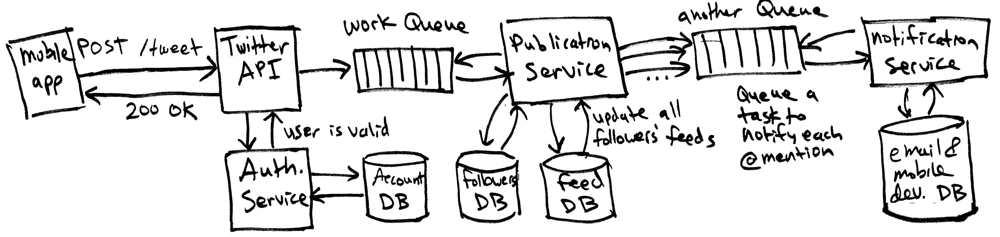 mobile
app
POST /tweet
200 OK
Twitter
API
user is valid
Auth.
Service
Account
DB
work Queue
Publication
Service
followers
DB
feed
DB
update all
followers' feeds
another Queue
...
Queue a
task to
notify each
@mention
notification
service
email &
mobile
dev. DB